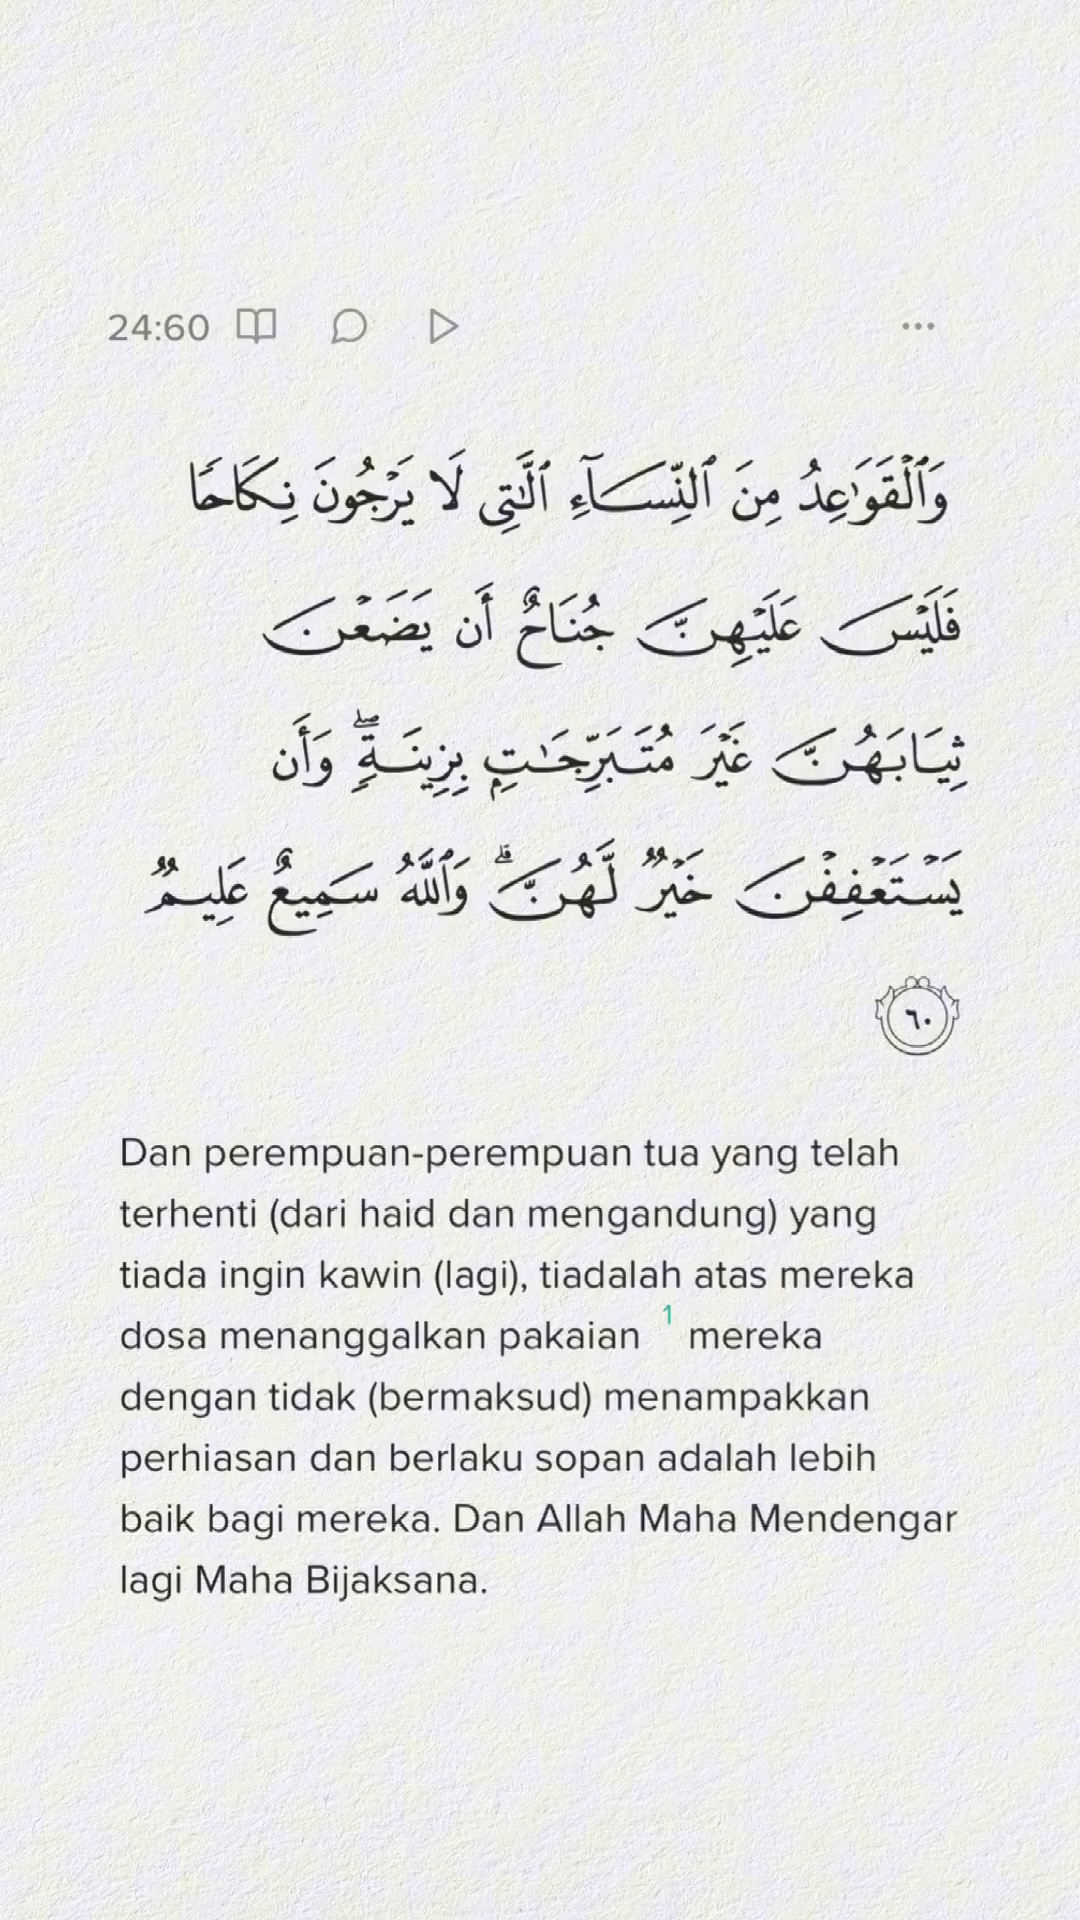 24:60
وَٱلْقَوَٰعِدُ مِنَ ٱلنِّسَآءِ ٱلَّٰتِى لَا يَرْجُونَ نِكَاحًا
فَلَيْسَ عَلَيْهِنَّ جُنَاحٌ أَن يَضَعْنَ
ثِيَابَهُنَّ غَيْرَ مُتَبَرِّجَٰتٍۭ بِزِينَةٍۖ وَأَن
يَسْتَعْفِفْنَ خَيْرٌ لَّهُنَّۗ وَٱللَّهُ سَمِيعٌ عَلِيمٌ
٦٠
Dan perempuan-perempuan tua yang telah
terhenti (dari haid dan mengandung) yang
tiada ingin kawin (lagi), tiadalah atas mereka
dosa menanggalkan pakaian 1 mereka
dengan tidak (bermaksud) menampakkan
perhiasan dan berlaku sopan adalah lebih
baik bagi mereka. Dan Allah Maha Mendengar
lagi Maha Bijaksana.